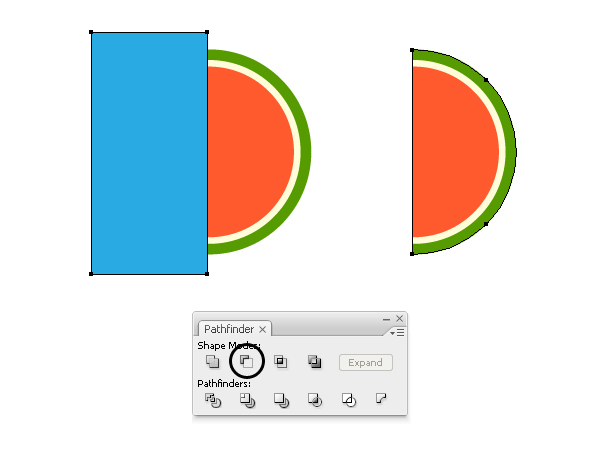 Pathfinder
Shape Modes:
Expand
Pathfinders: